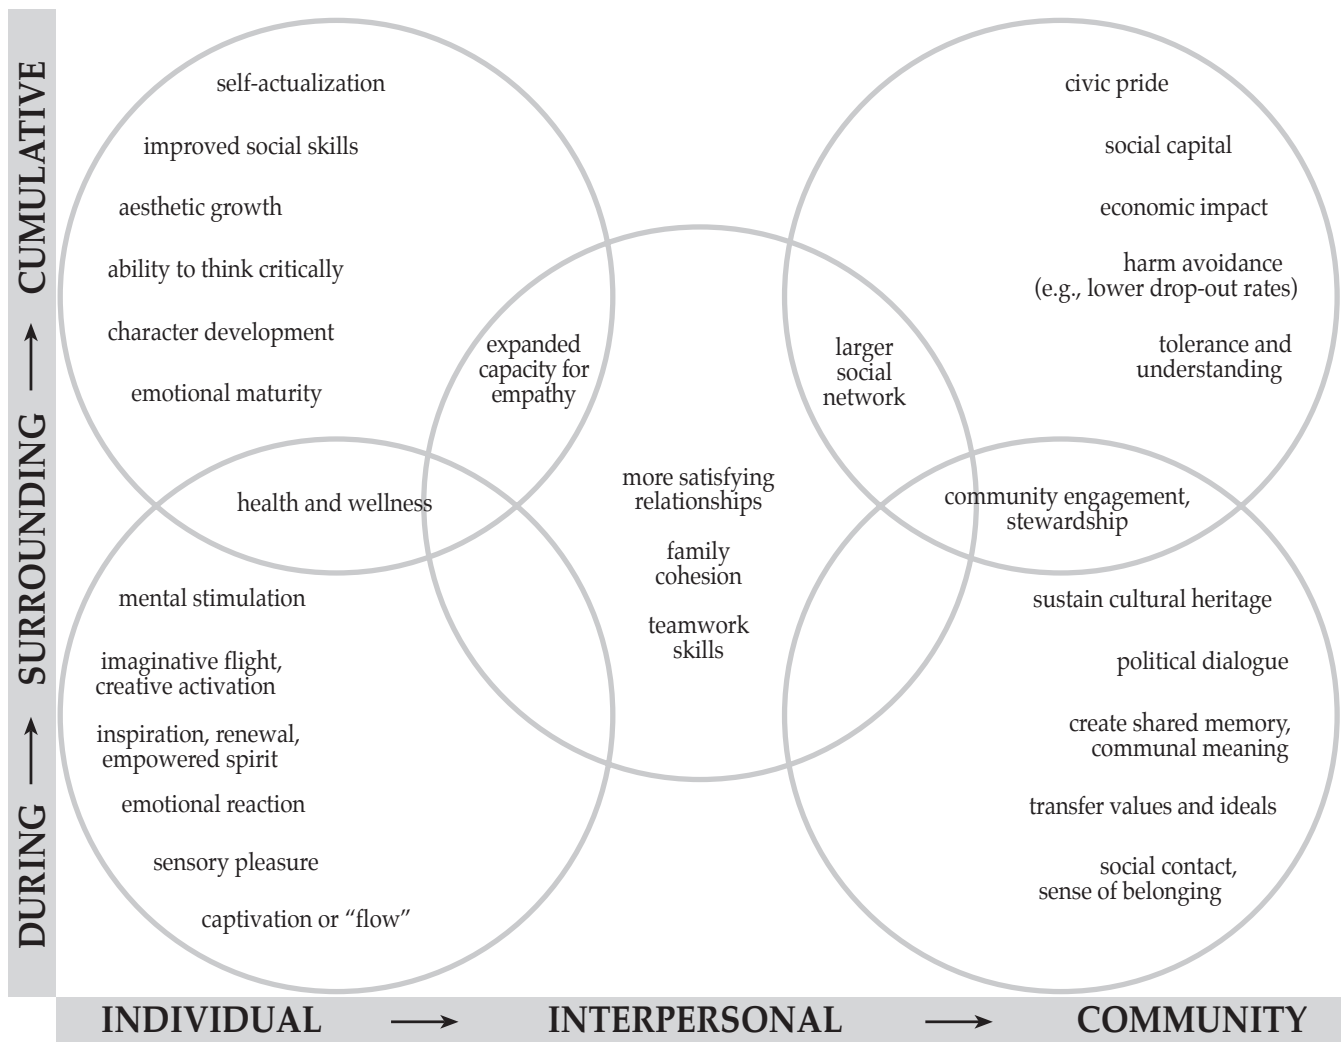 CUMULATIVE
SURROUNDING
DURING
self-actualization
improved social skills
aesthetic growth
ability to think critically
character development
emotional maturity
expanded
capacity for
empathy
health and wellness
mental stimulation
imaginative flight,
creative activation
inspiration, renewal,
empowered spirit
emotional reaction
sensory pleasure
captivation or “flow”
more satisfying
relationships
family
cohesion
teamwork
skills
civic pride
social capital
economic impact
harm avoidance
(e.g., lower drop-out rates)
tolerance and
understanding
larger
social
network
community engagement,
stewardship
sustain cultural heritage
political dialogue
create shared memory,
communal meaning
transfer values and ideals
social contact,
sense of belonging
INDIVIDUAL
INTERPERSONAL
COMMUNITY